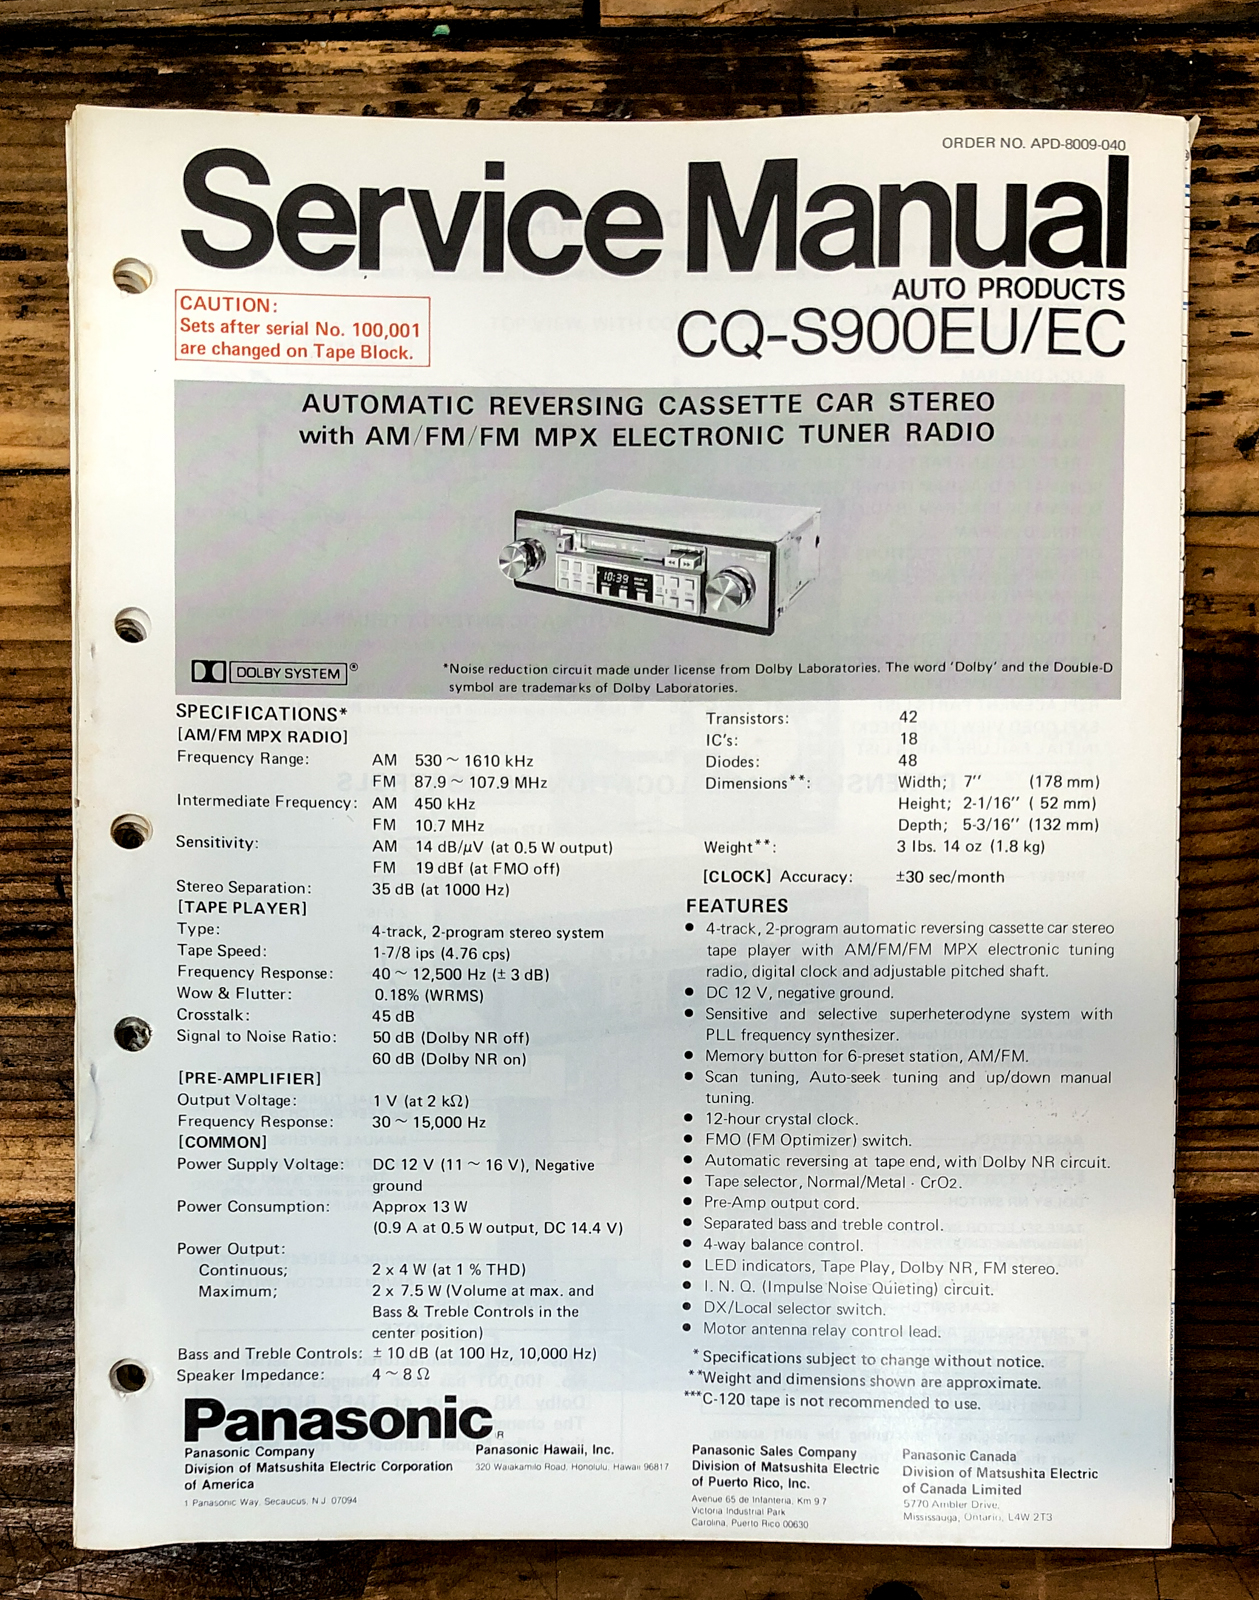 ORDER NO. APD-8009-040
Service Manual
AUTO PRODUCTS
CQ-S900EU/EC
CAUTION:
Sets after serial No. 100,001
are changed on Tape Block.
AUTOMATIC REVERSING CASSETTE CAR STEREO
with AM/FM/FM MPX ELECTRONIC TUNER RADIO
Panasonic
10:39
DOLBY SYSTEM ®
*Noise reduction circuit made under license from Dolby Laboratories. The word 'Dolby' and the Double-D
symbol are trademarks of Dolby Laboratories.
SPECIFICATIONS*
[AM/FM MPX RADIO]
Frequency Range: AM 530 ~ 1610 kHz
FM 87.9 ~ 107.9 MHz
Intermediate Frequency: AM 450 kHz
FM 10.7 MHz
Sensitivity: AM 14 dB/μV (at 0.5 W output)
FM 19 dBf (at FMO off)
Stereo Separation: 35 dB (at 1000 Hz)
[TAPE PLAYER]
Type: 4-track, 2-program stereo system
Tape Speed: 1-7/8 ips (4.76 cps)
Frequency Response: 40 ~ 12,500 Hz (± 3 dB)
Wow & Flutter: 0.18% (WRMS)
Crosstalk: 45 dB
Signal to Noise Ratio: 50 dB (Dolby NR off)
60 dB (Dolby NR on)
[PRE-AMPLIFIER]
Output Voltage: 1 V (at 2 kΩ)
Frequency Response: 30 ~ 15,000 Hz
[COMMON]
Power Supply Voltage: DC 12 V (11 ~ 16 V), Negative
ground
Power Consumption: Approx 13 W
(0.9 A at 0.5 W output, DC 14.4 V)
Power Output:
Continuous; 2 x 4 W (at 1 % THD)
Maximum; 2 x 7.5 W (Volume at max. and
Bass & Treble Controls in the
center position)
Bass and Treble Controls: ± 10 dB (at 100 Hz, 10,000 Hz)
Speaker Impedance: 4 ~ 8 Ω
Transistors: 42
IC's: 18
Diodes: 48
Dimensions**: Width; 7'' (178 mm)
Height; 2-1/16'' ( 52 mm)
Depth; 5-3/16'' (132 mm)
Weight**: 3 lbs. 14 oz (1.8 kg)
[CLOCK] Accuracy: ±30 sec/month
FEATURES
● 4-track, 2-program automatic reversing cassette car stereo
tape player with AM/FM/FM MPX electronic tuning
radio, digital clock and adjustable pitched shaft.
● DC 12 V, negative ground.
● Sensitive and selective superheterodyne system with
PLL frequency synthesizer.
● Memory button for 6-preset station, AM/FM.
● Scan tuning, Auto-seek tuning and up/down manual
tuning.
● 12-hour crystal clock.
● FMO (FM Optimizer) switch.
● Automatic reversing at tape end, with Dolby NR circuit.
● Tape selector, Normal/Metal · CrO2.
● Pre-Amp output cord.
● Separated bass and treble control.
● 4-way balance control.
● LED indicators, Tape Play, Dolby NR, FM stereo.
● I. N. Q. (Impulse Noise Quieting) circuit.
● DX/Local selector switch.
● Motor antenna relay control lead.
*Specifications subject to change without notice.
**Weight and dimensions shown are approximate.
***C-120 tape is not recommended to use.
Panasonic®
Panasonic Company
Division of Matsushita Electric Corporation
of America
1 Panasonic Way, Secaucus, N J 07094
Panasonic Hawaii, Inc.
320 Waiakamilo Road, Honolulu, Hawaii 96817
Panasonic Sales Company
Division of Matsushita Electric
of Puerto Rico, Inc.
Avenue 65 de Infanteria, Km 9.7
Victoria Industrial Park
Carolina, Puerto Rico 00630
Panasonic Canada
Division of Matsushita Electric
of Canada Limited
5770 Ambler Drive,
Mississauga, Ontario, L4W 2T3